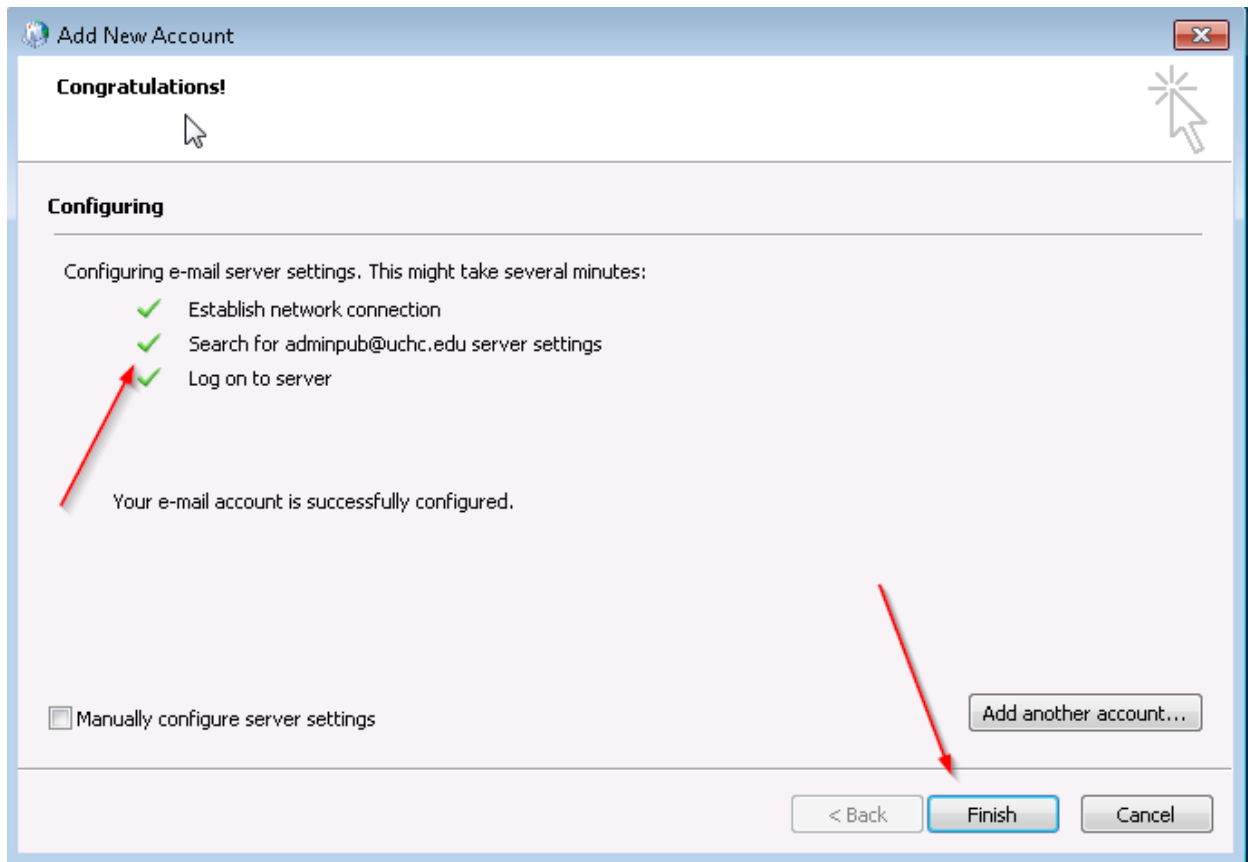 Add New Account
Congratulations!
Configuring
Configuring e-mail server settings. This might take several minutes:
Establish network connection
Search for adminpub@uchc.edu server settings
Log on to server
Your e-mail account is successfully configured.
Manually configure server settings
Add another account...
< Back
Finish
Cancel